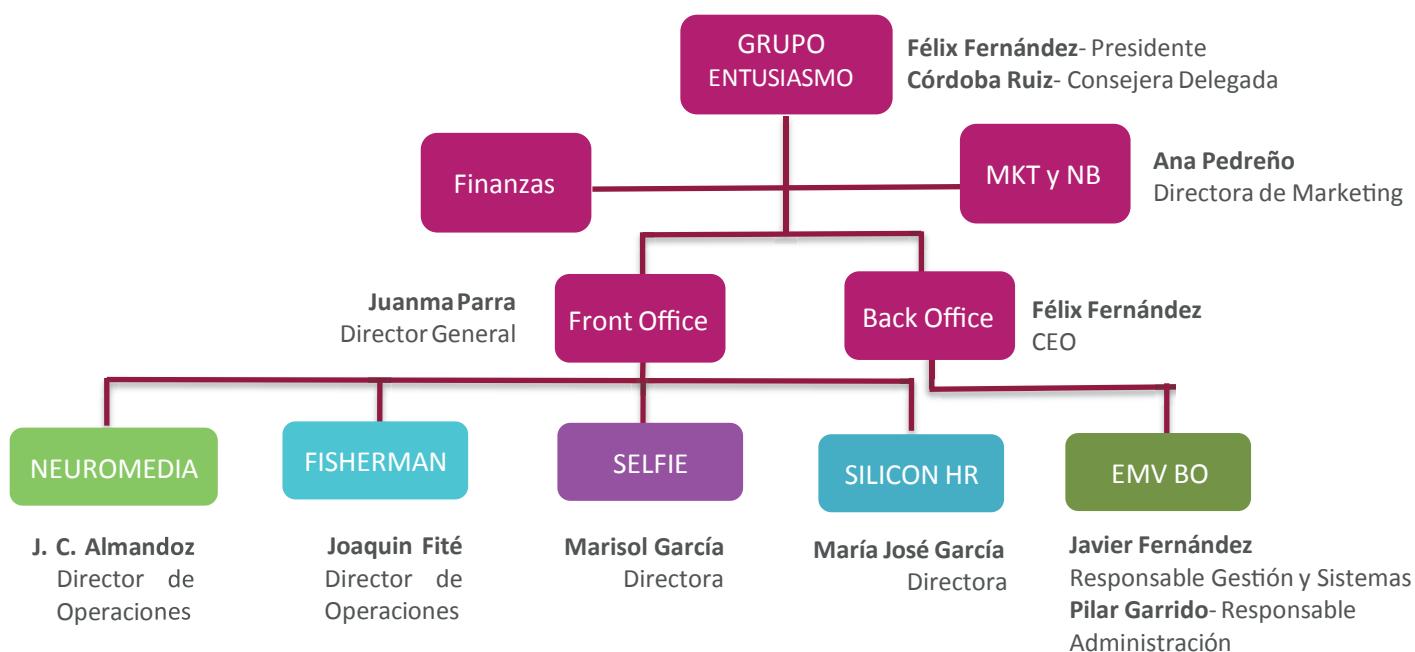 GRUPO
ENTUSIASMO
Félix Fernández- Presidente
Córdoba Ruiz- Consejera Delegada
Finanzas
MKT y NB
Ana Pedreño
Directora de Marketing
Juanma Parra
Director General
Front Office
Back Office
Félix Fernández
CEO
NEUROMEDIA
FISHERMAN
SELFIE
SILICON HR
EMV BO
J. C. Almandoz
Director de
Operaciones
Joaquin Fité
Director de
Operaciones
Marisol García
Directora
María José García
Directora
Javier Fernández
Responsable Gestión y Sistemas
Pilar Garrido- Responsable
Administración